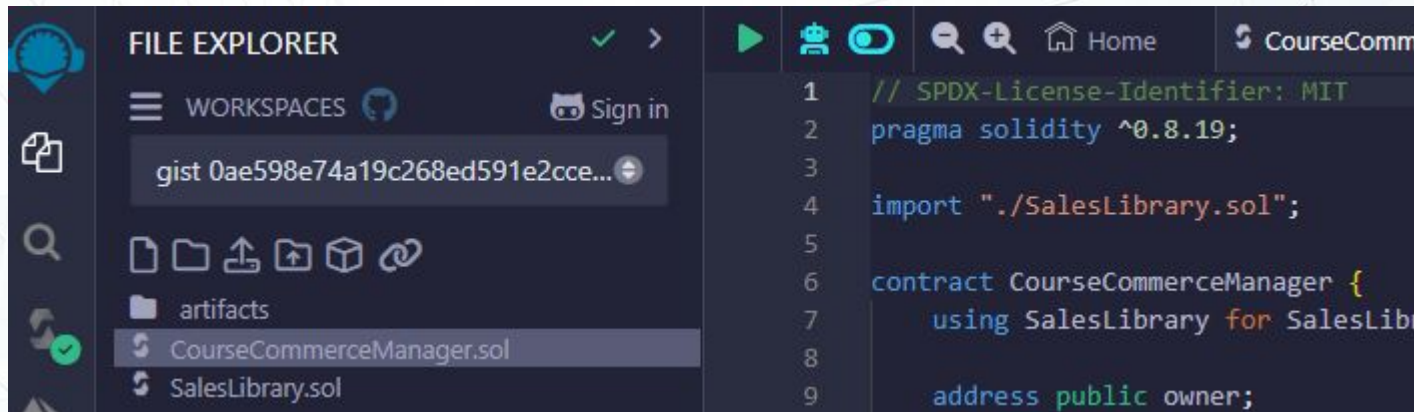 FILE EXPLORER
WORKSPACES
Sign in
gist 0ae598e74a19c268ed591e2cce...
artifacts
CourseCommerceManager.sol
SalesLibrary.sol
Home
CourseComm
1 // SPDX-License-Identifier: MIT
2 pragma solidity ^0.8.19;
3
4 import "./SalesLibrary.sol";
5
6 contract CourseCommerceManager {
7 using SalesLibrary for SalesLibr
8
9 address public owner;